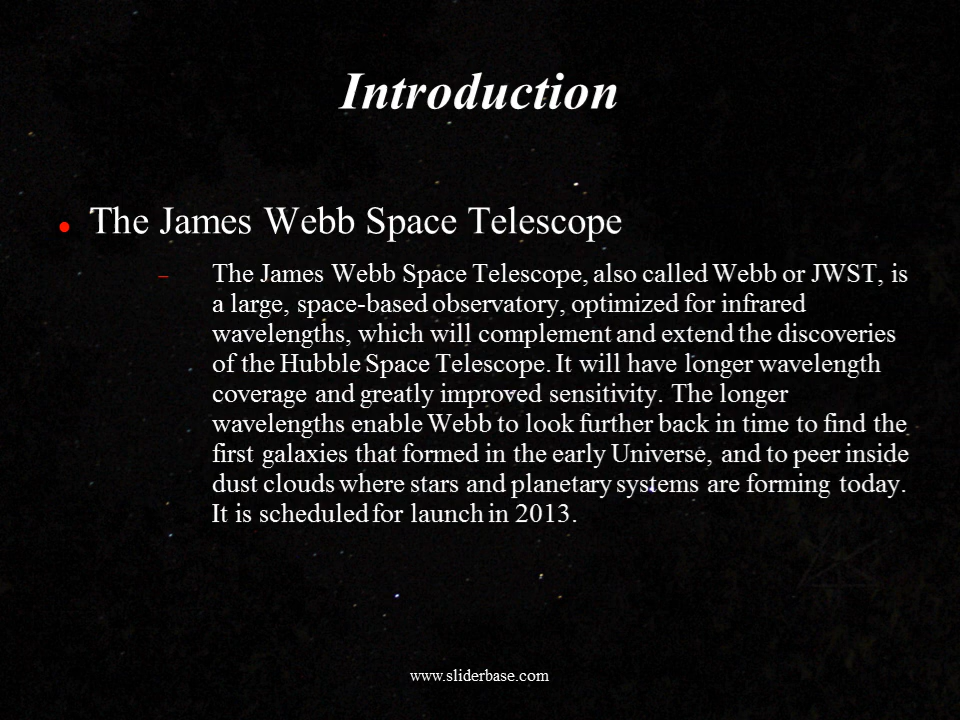 Introduction
The James Webb Space Telescope
The James Webb Space Telescope, also called Webb or JWST, is
a large, space-based observatory, optimized for infrared
wavelengths, which will complement and extend the discoveries
of the Hubble Space Telescope. It will have longer wavelength
coverage and greatly improved sensitivity. The longer
wavelengths enable Webb to look further back in time to find the
first galaxies that formed in the early Universe, and to peer inside
dust clouds where stars and planetary systems are forming today.
It is scheduled for launch in 2013.
www.sliderbase.com